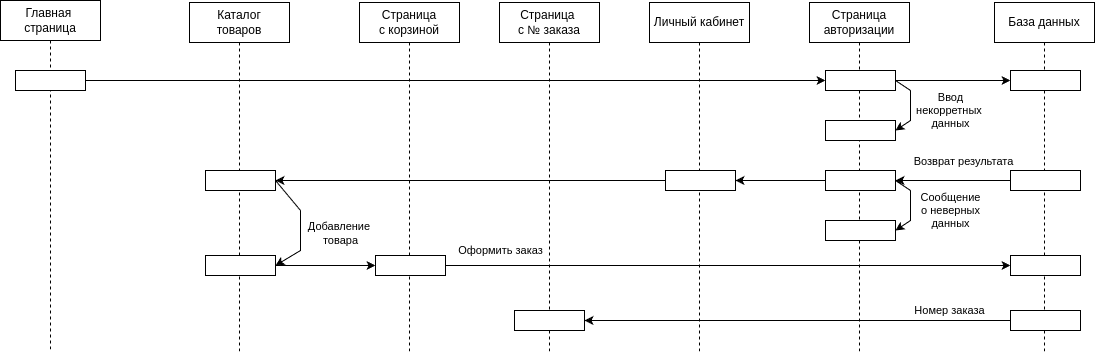 Главная
страница
Каталог
товаров
Страница
с корзиной
Страница
с № заказа
Личный кабинет
Страница
авторизации
База данных
Ввод
некорретных
данных
Возврат результата
Сообщение
о неверных
данных
Добавление
товара
Оформить заказ
Номер заказа